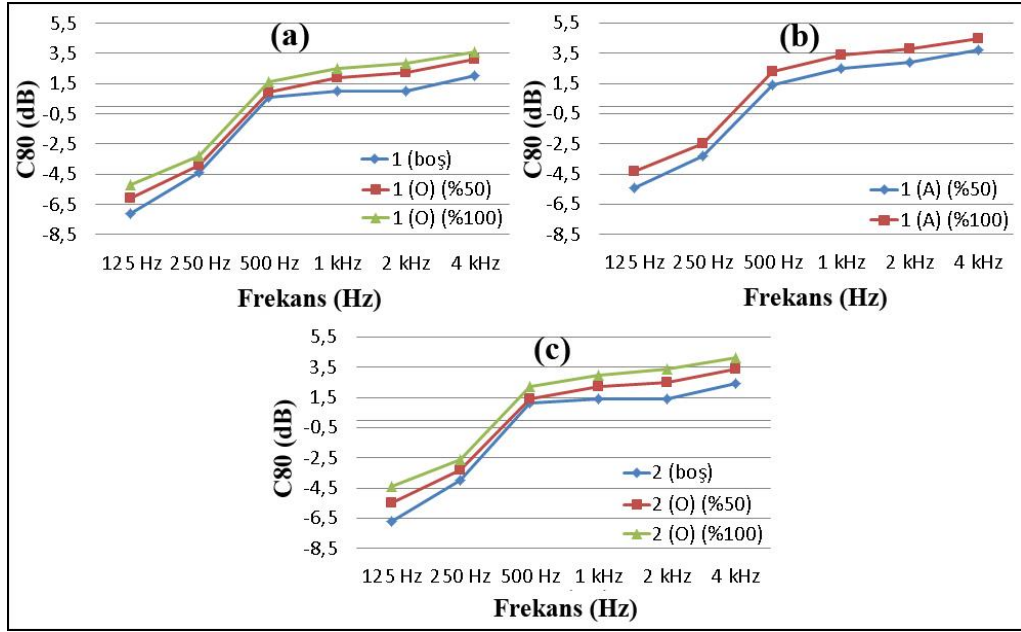 (a)
C80 (dB)
5,5
3,5
1,5
-0,5
-2,5
-4,5
-6,5
-8,5
1 (boş)
1 (O) (%50)
1 (O) (%100)
125 Hz 250 Hz 500 Hz 1 kHz 2 kHz 4 kHz
Frekans (Hz)
(b)
C80 (dB)
5,5
3,5
1,5
-0,5
-2,5
-4,5
-6,5
-8,5
1 (A) (%50)
1 (A) (%100)
125 Hz 250 Hz 500 Hz 1 kHz 2 kHz 4 kHz
Frekans (Hz)
(c)
C80 (dB)
5,5
3,5
1,5
-0,5
-2,5
-4,5
-6,5
-8,5
2 (boş)
2 (O) (%50)
2 (O) (%100)
125 Hz 250 Hz 500 Hz 1 kHz 2 kHz 4 kHz
Frekans (Hz)